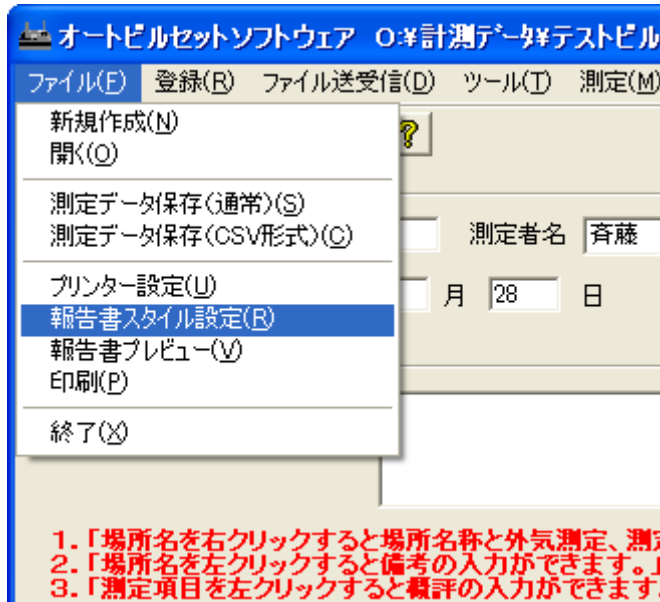 オートビルセットソフトウェア O:¥計測データ¥テストビル
ファイル(F) 登録(R) ファイル送受信(D) ツール(T) 測定(M)
新規作成(N)
開く(O)
測定データ保存(通常)(S)
測定データ保存(CSV形式)(C)
測定者名 斉藤
プリンター設定(U)
月 28 日
報告書スタイル設定(R)
報告書プレビュー(V)
印刷(P)
終了(X)
1.「場所名を右クリックすると場所名称と外気測定、測定
2.「場所名を左クリックすると備考の入力ができます。」
3.「測定項目を左クリックすると概評の入力ができます。